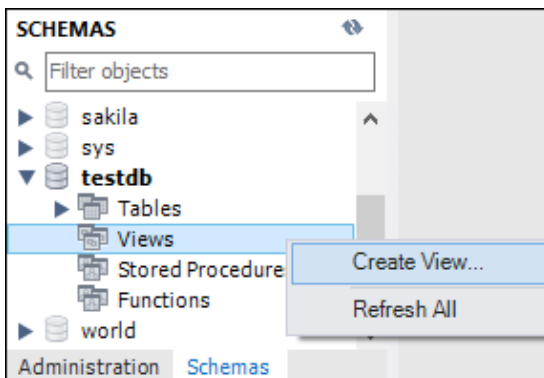 SCHEMAS
Filter objects
sakila
sys
testdb
Tables
Views
Create View...
Stored Procedure
Refresh All
Functions
world
Administration Schemas